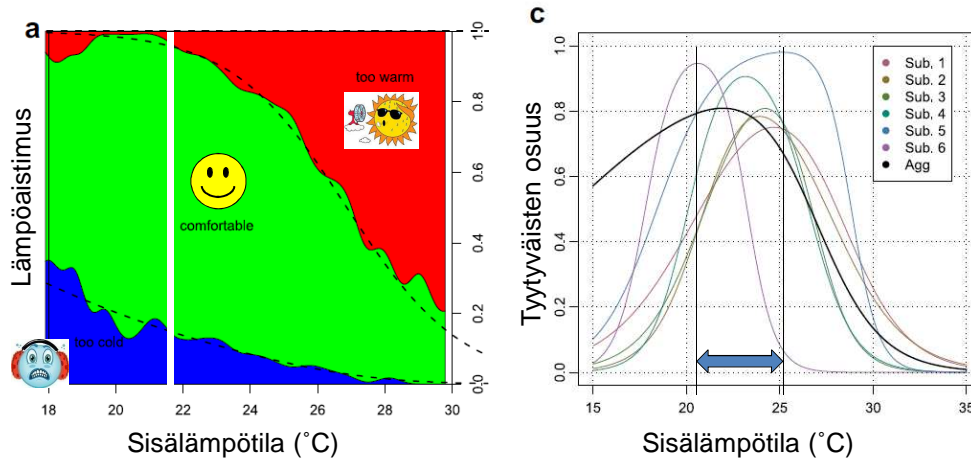 a
Lämpöaistimus
too warm
comfortable
too cold
0.0
0.2
0.4
0.6
0.8
1.0
18
20
22
24
26
28
30
Sisälämpötila (˚C)
c
Tyytyväisten osuus
1.0
0.8
0.6
0.4
0.2
0.0
Sub, 1
Sub. 2
Sub, 3
Sub. 4
Sub. 5
Sub. 6
Agg
15
20
25
30
35
Sisälämpötila (˚C)